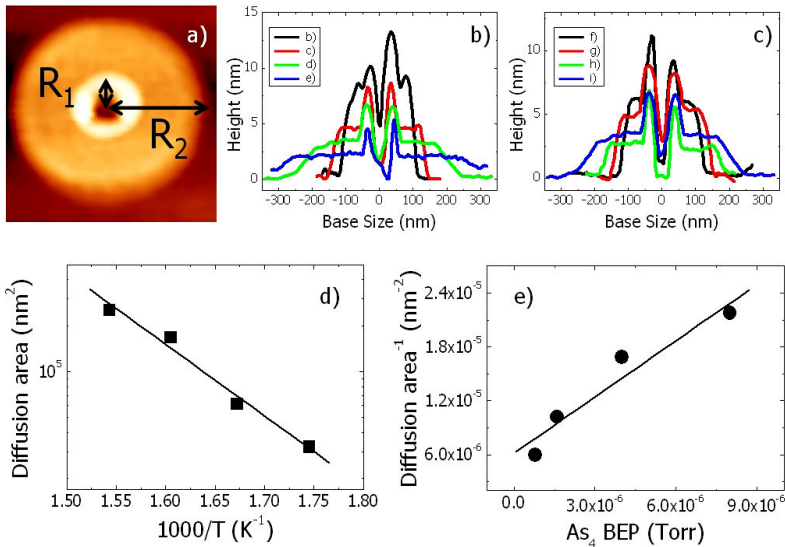 a)
R₁
R₂
b)
Height (nm)
15
10
5
0
b)
c)
d)
e)
-300 -200 -100 0 100 200 300
Base Size (nm)
c)
Height (nm)
10
5
0
f)
g)
h)
i)
-300 -200 -100 0 100 200 300
Base Size (nm)
d)
Diffusion area (nm²)
10⁵
1.50 1.55 1.60 1.65 1.70 1.75 1.80
1000/T (K⁻¹)
e)
Diffusion area⁻¹ (nm⁻²)
2.4x10⁻⁵
1.8x10⁻⁵
1.2x10⁻⁵
6.0x10⁻⁶
0.0 3.0x10⁻⁶ 6.0x10⁻⁶ 9.0x10⁻⁶
As₄ BEP (Torr)